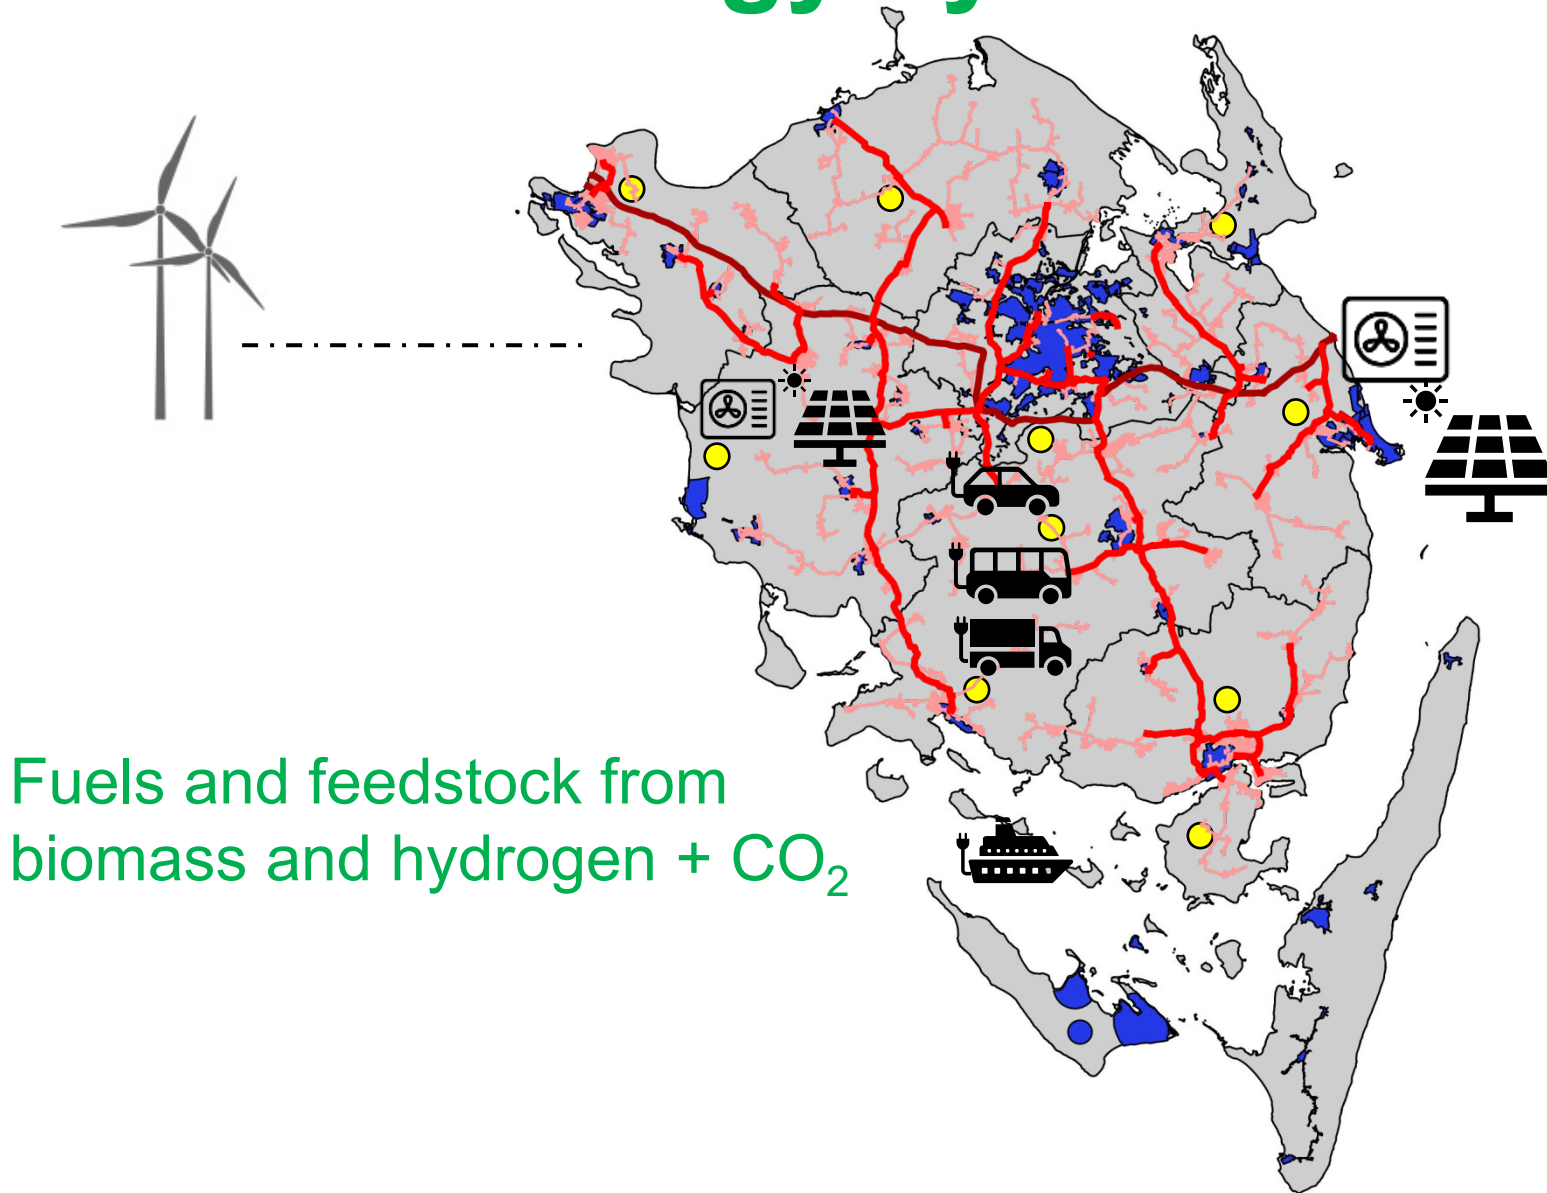 Fuels and feedstock from
biomass and hydrogen + CO₂